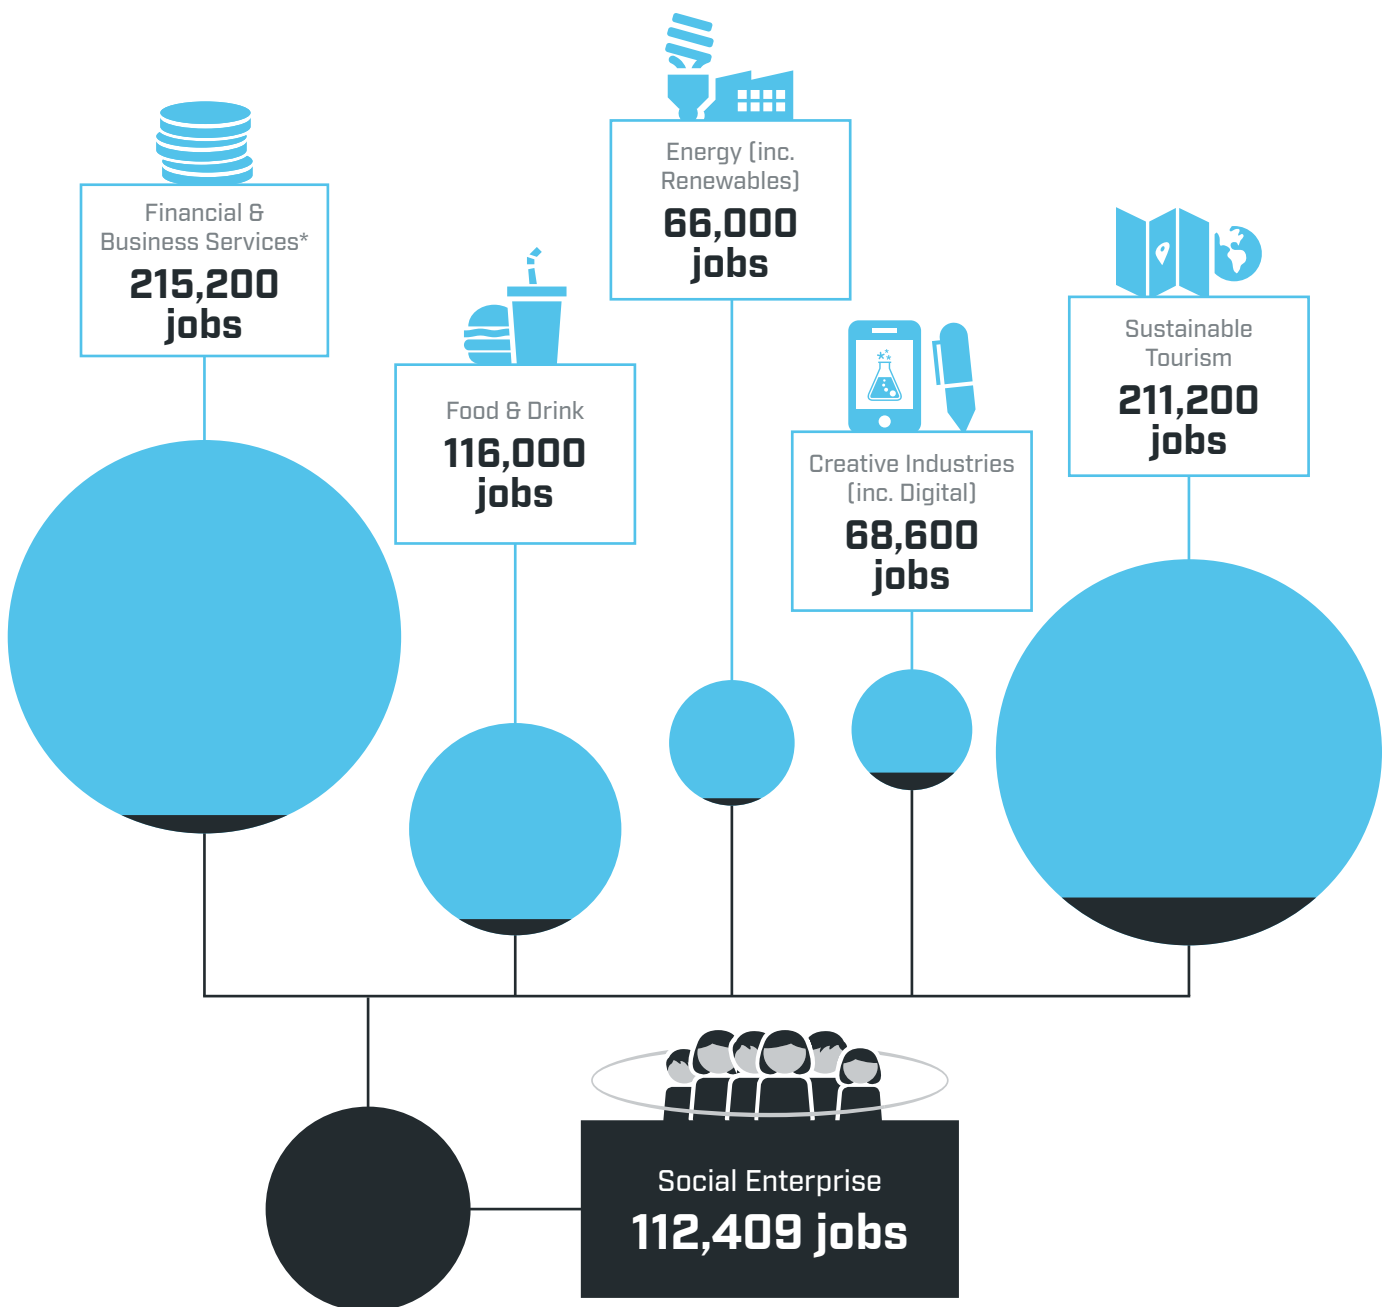 Energy (inc.
Renewables)
66,000
jobs
Financial &
Business Services*
215,200
jobs
Food & Drink
116,000
jobs
Creative Industries
(inc. Digital)
68,600
jobs
Sustainable
Tourism
211,200
jobs
Social Enterprise
112,409 jobs